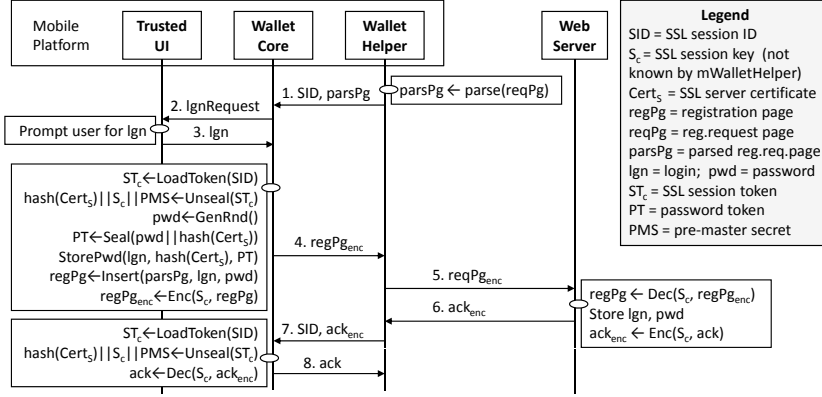 Mobile
Platform
Trusted
UI
Wallet
Core
Wallet
Helper
Web
Server
1. SID, parsPg
parsPg ← parse(reqPg)
2. lgnRequest
Prompt user for lgn
3. lgn
STc←LoadToken(SID)
hash(CertS)||Sc||PMS←Unseal(STc)
pwd←GenRnd()
PT←Seal(pwd||hash(CertS))
StorePwd(lgn, hash(CertS), PT)
regPg←Insert(parsPg, lgn, pwd)
regPgenc←Enc(Sc, regPg)
4. regPgenc
5. reqPgenc
regPg ← Dec(Sc, regPgenc)
Store lgn, pwd
ackenc ← Enc(Sc, ack)
6. ackenc
7. SID, ackenc
STc←LoadToken(SID)
hash(CertS)||Sc||PMS←Unseal(STc)
ack←Dec(Sc, ackenc)
8. ack
Legend
SID = SSL session ID
Sc = SSL session key (not
known by mWalletHelper)
CertS = SSL server certificate
regPg = registration page
reqPg = reg.request page
parsPg = parsed reg.req.page
lgn = login; pwd = password
STc = SSL session token
PT = password token
PMS = pre-master secret